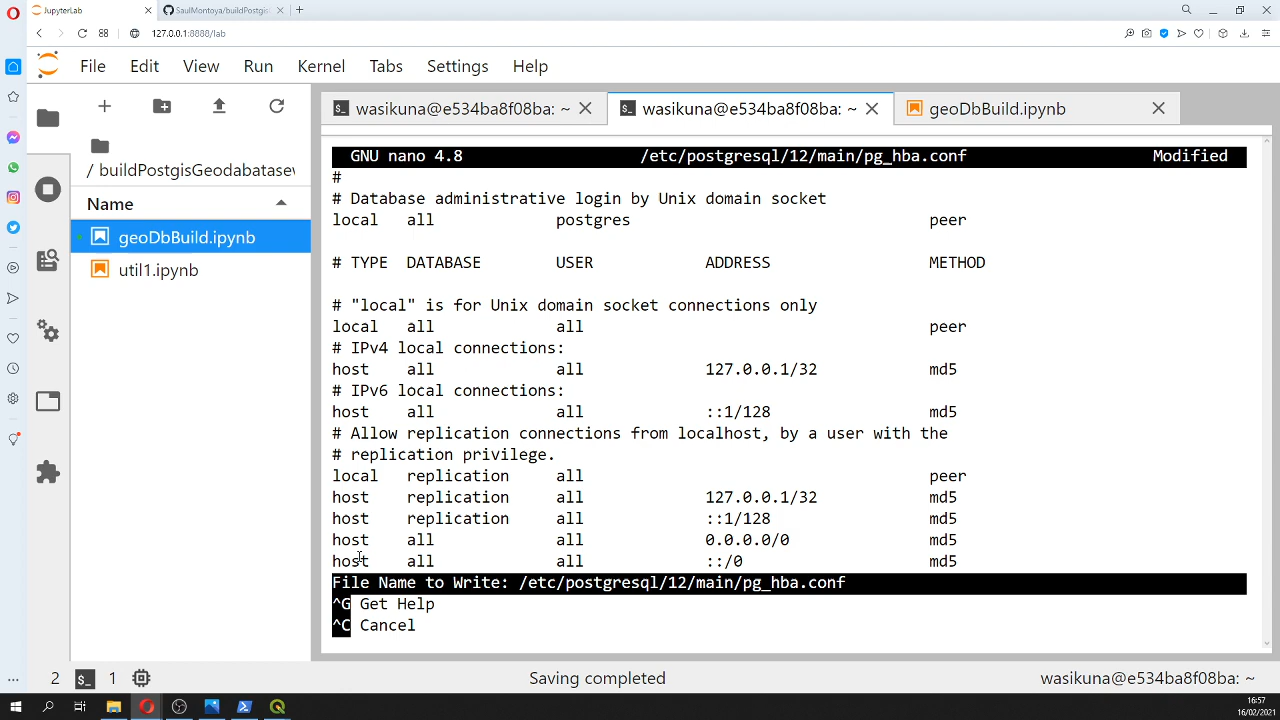 JupyterLab
SaulMontoya/buildPostgis
127.0.0.1:8888/lab
File Edit View Run Kernel Tabs Settings Help
/ buildPostgisGeodabatasev
Name
geoDbBuild.ipynb
util1.ipynb
wasikuna@e534ba8f08ba: ~
wasikuna@e534ba8f08ba: ~
geoDbBuild.ipynb
GNU nano 4.8 /etc/postgresql/12/main/pg_hba.conf Modified
#
# Database administrative login by Unix domain socket
local all postgres peer
# TYPE DATABASE USER ADDRESS METHOD
# "local" is for Unix domain socket connections only
local all all peer
# IPv4 local connections:
host all all 127.0.0.1/32 md5
# IPv6 local connections:
host all all ::1/128 md5
# Allow replication connections from localhost, by a user with the
# replication privilege.
local replication all peer
host replication all 127.0.0.1/32 md5
host replication all ::1/128 md5
host all all 0.0.0.0/0 md5
host all all ::/0 md5
File Name to Write: /etc/postgresql/12/main/pg_hba.conf
^G Get Help
^C Cancel
2 $_ 1 Saving completed wasikuna@e534ba8f08ba: ~
16:57
16/02/2021